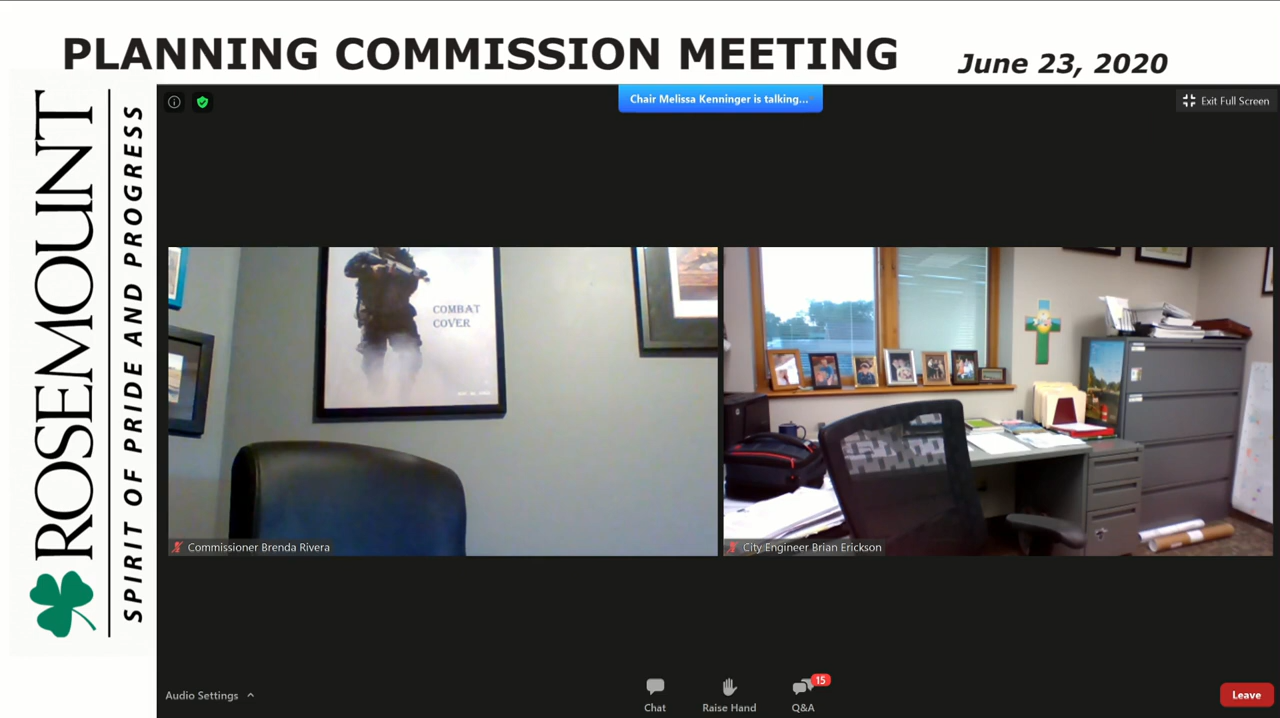 PLANNING COMMISSION MEETING
June 23, 2020
ROSEMOUNT
SPIRIT OF PRIDE AND PROGRESS
Chair Melissa Kenninger is talking...
Exit Full Screen
COMBAT
COVER
Commissioner Brenda Rivera
City Engineer Brian Erickson
Audio Settings
Chat
Raise Hand
Q&A
15
Leave